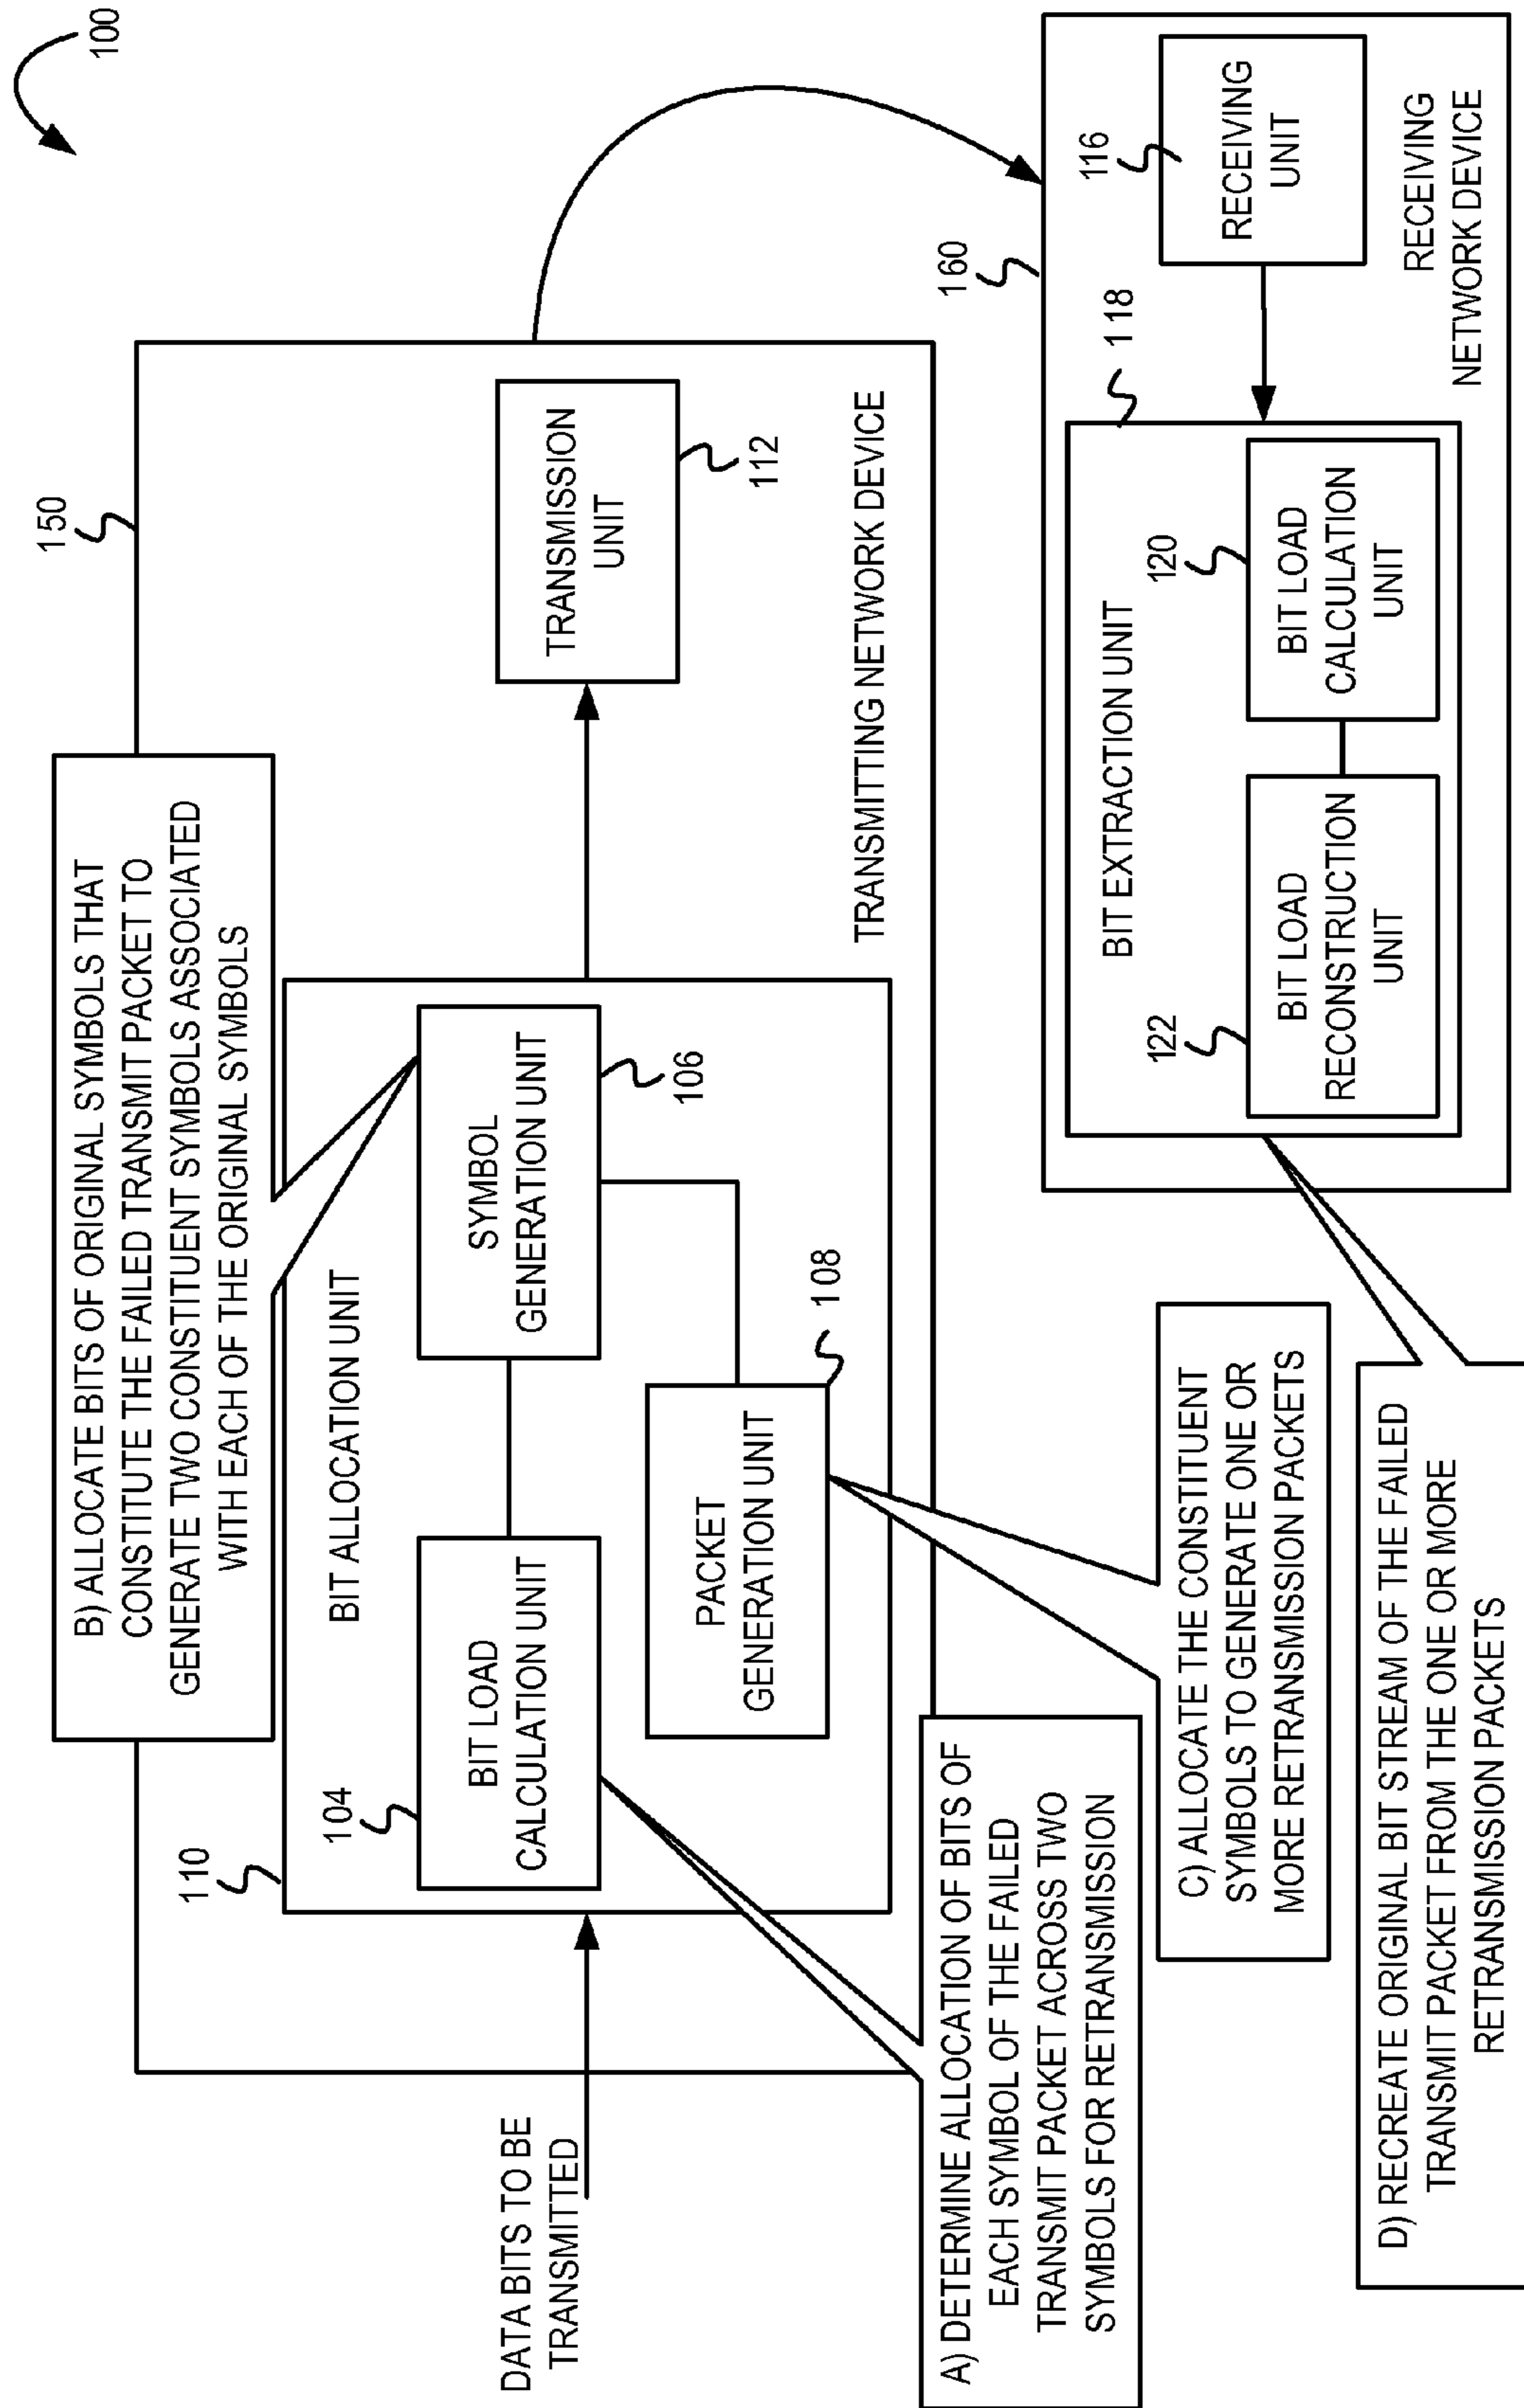 100
150
B) ALLOCATE BITS OF ORIGINAL SYMBOLS THAT
CONSTITUTE THE FAILED TRANSMIT PACKET TO
GENERATE TWO CONSTITUENT SYMBOLS ASSOCIATED
WITH EACH OF THE ORIGINAL SYMBOLS
110
BIT ALLOCATION UNIT
104
BIT LOAD
CALCULATION UNIT
SYMBOL
GENERATION UNIT
106
PACKET
GENERATION UNIT
108
TRANSMISSION
UNIT
112
TRANSMITTING NETWORK DEVICE
DATA BITS TO BE
TRANSMITTED
A) DETERMINE ALLOCATION OF BITS OF
EACH SYMBOL OF THE FAILED
TRANSMIT PACKET ACROSS TWO
SYMBOLS FOR RETRANSMISSION
C) ALLOCATE THE CONSTITUENT
SYMBOLS TO GENERATE ONE OR
MORE RETRANSMISSION PACKETS
D) RECREATE ORIGINAL BIT STREAM OF THE FAILED
TRANSMIT PACKET FROM THE ONE OR MORE
RETRANSMISSION PACKETS
160
118
BIT EXTRACTION UNIT
122
BIT LOAD
RECONSTRUCTION
UNIT
120
BIT LOAD
CALCULATION
UNIT
116
RECEIVING
UNIT
RECEIVING
NETWORK DEVICE